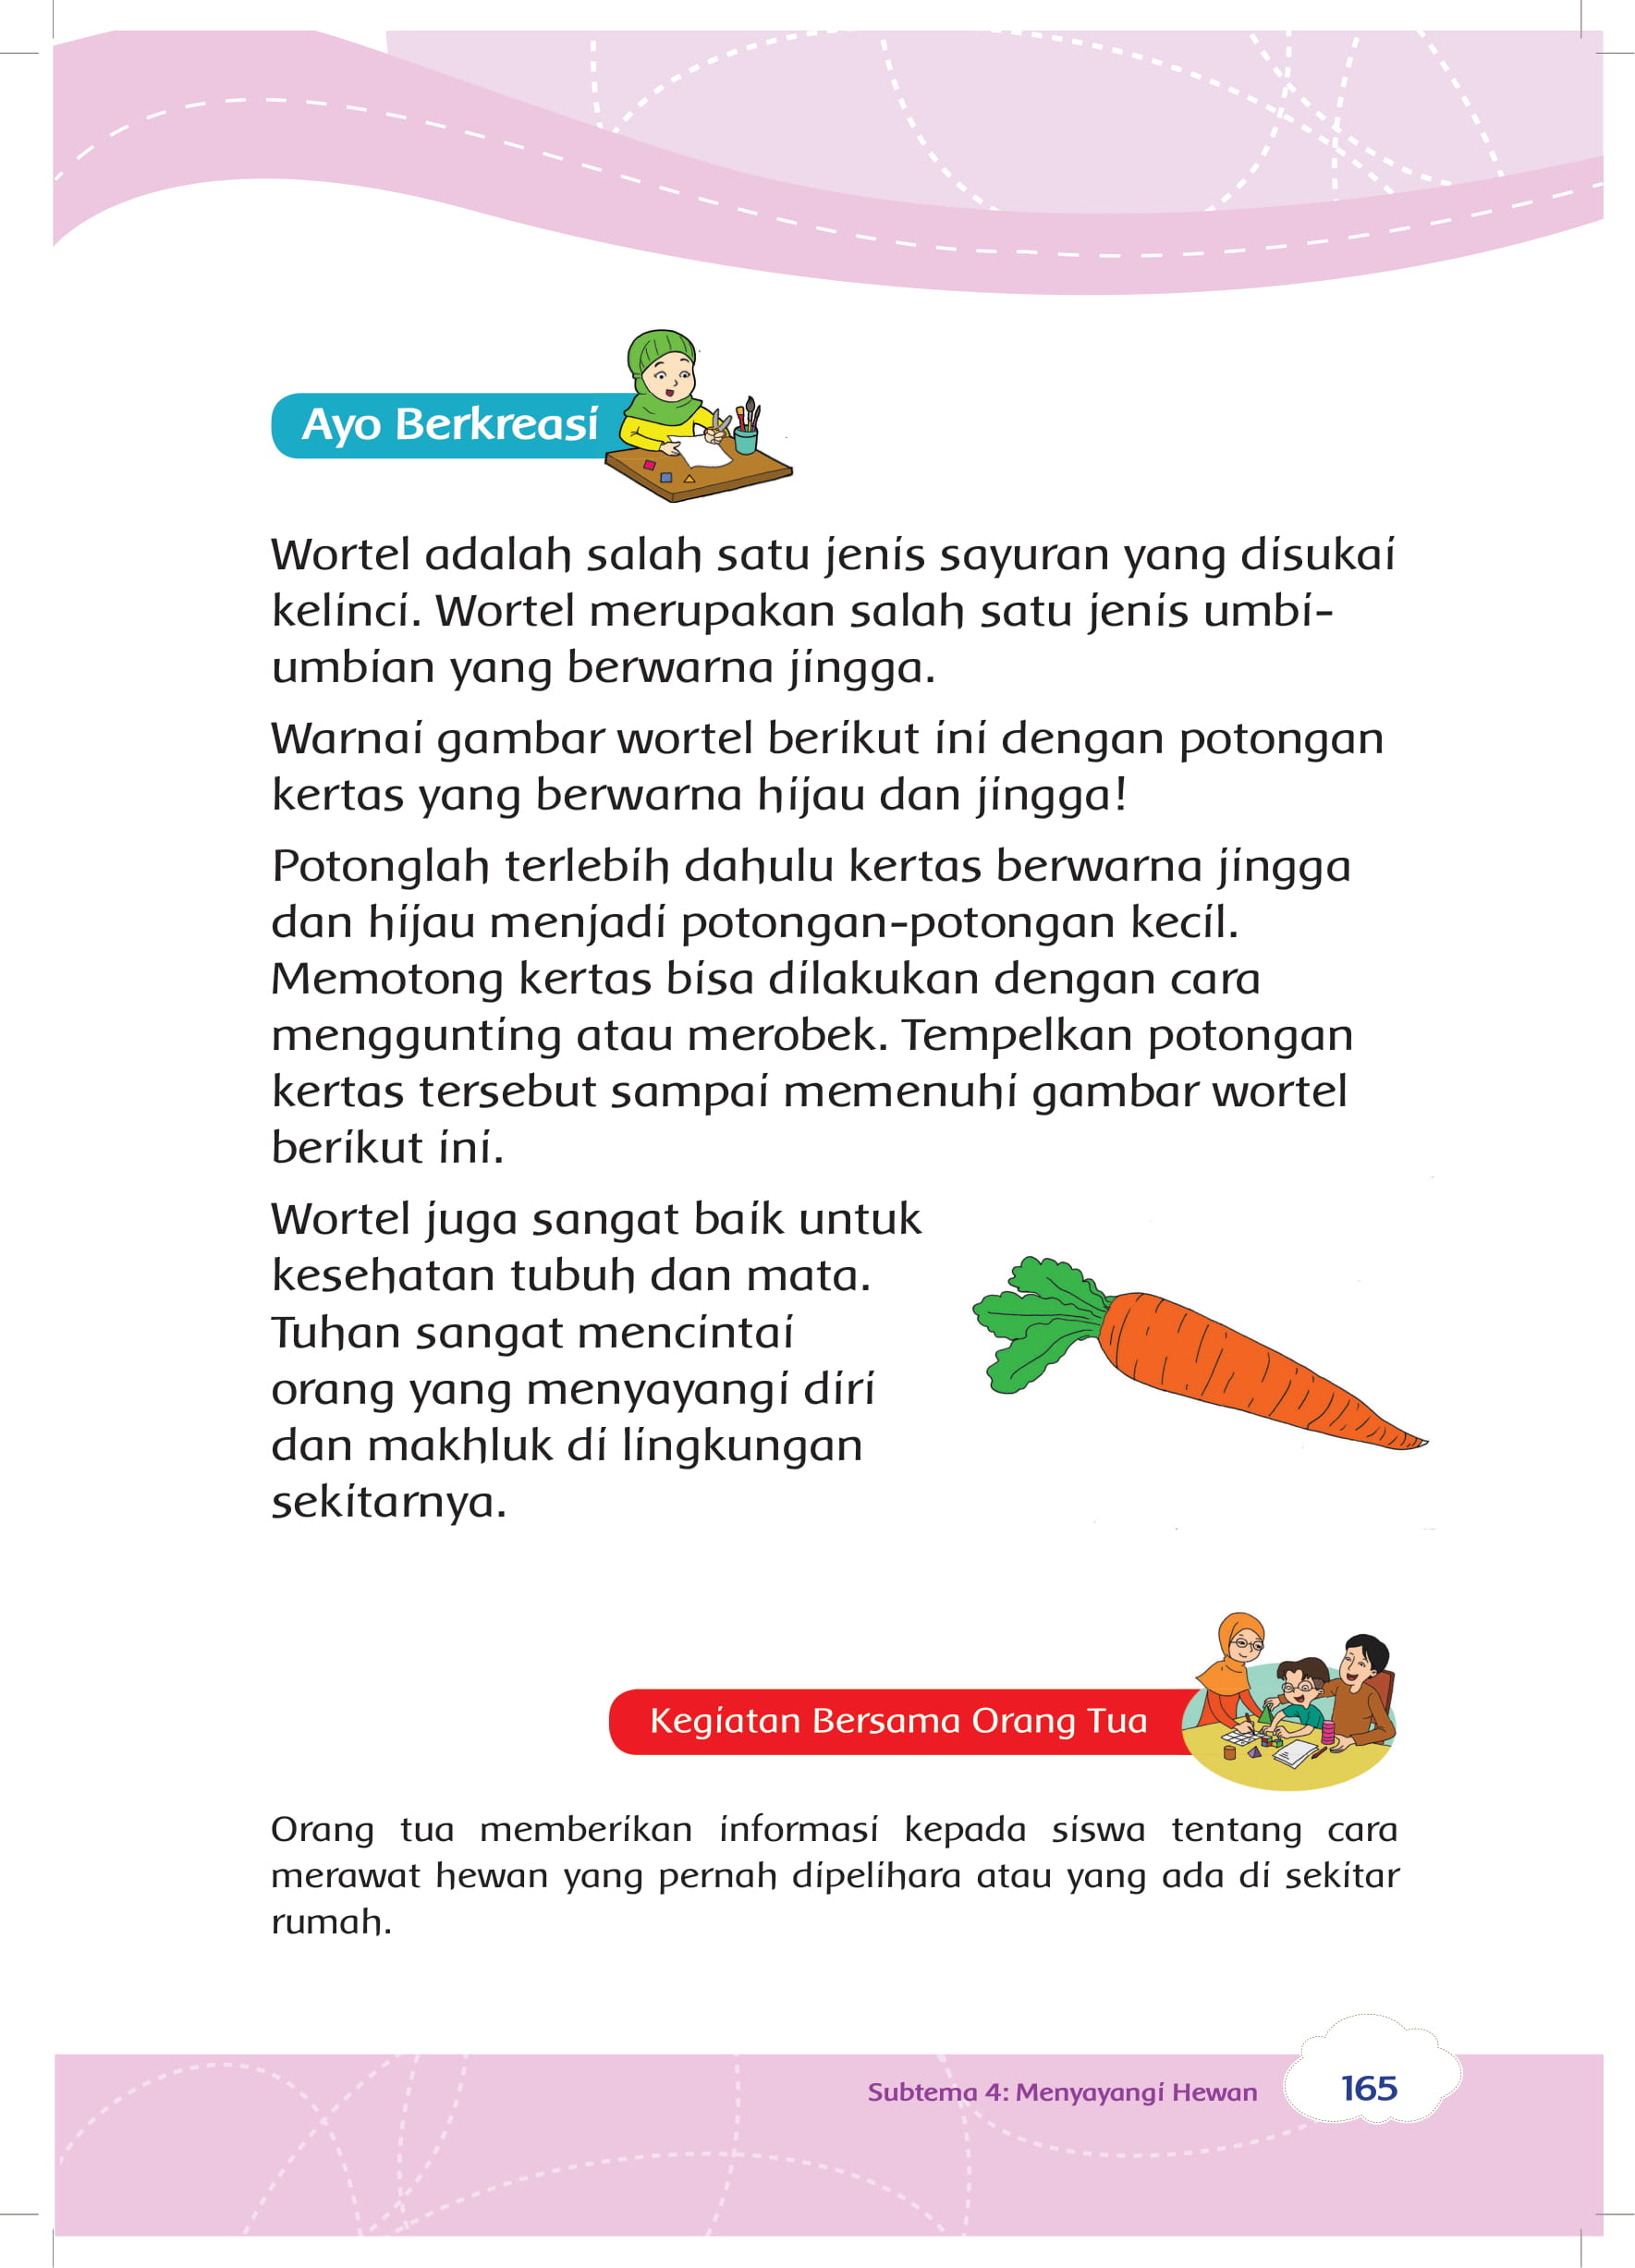 Ayo Berkreasi
Wortel adalah salah satu jenis sayuran yang disukai
kelinci. Wortel merupakan salah satu jenis umbi-
umbian yang berwarna jingga.
Warnai gambar wortel berikut ini dengan potongan
kertas yang berwarna hijau dan jingga!
Potonglah terlebih dahulu kertas berwarna jingga
dan hijau menjadi potongan-potongan kecil.
Memotong kertas bisa dilakukan dengan cara
menggunting atau merobek. Tempelkan potongan
kertas tersebut sampai memenuhi gambar wortel
berikut ini.
Wortel juga sangat baik untuk
kesehatan tubuh dan mata.
Tuhan sangat mencintai
orang yang menyayangi diri
dan makhluk di lingkungan
sekitarnya.
Kegiatan Bersama Orang Tua
Orang tua memberikan informasi kepada siswa tentang cara
merawat hewan yang pernah dipelihara atau yang ada di sekitar
rumah.
Subtema 4: Menyayangi Hewan
165